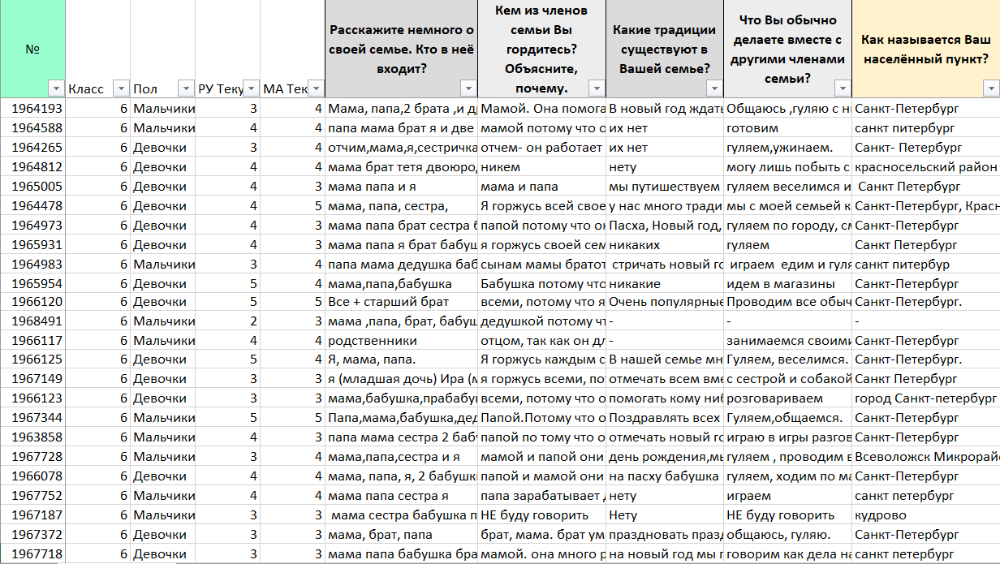 № Класс Пол РУ Теку МА Тек Расскажите немного о своей семье. Кто в неё входит? Кем из членов семьи Вы гордитесь? Объясните, почему. Какие традиции существуют в Вашей семье? Что Вы обычно делаете вместе с другими членами семьи? Как называется Ваш населённый пункт?
1964193 6 Мальчики 3 4 Мама, папа,2 брата ,и д Мамой. Она помога В новый год ждать Общаюсь ,гуляю с н Санкт-Петербург
1964588 6 Мальчики 4 4 папа мама брат я и две мамой потому что о их нет готовим санкт питербург
1964265 6 Девочки 3 4 отчим,мама,я,сестричка отчем- он работает их нет гуляем,ужинаем. Санкт- Петербург
1964812 6 Девочки 4 4 мама брат тетя двоюро, никем нету могу лишь побыть с красносельский район
1965005 6 Девочки 4 3 мама папа и я мама и папа мы путишествуем гуляем веселимся и Санкт Петербург
1964478 6 Девочки 4 5 мама, папа, сестра, Я горжусь всей свое у нас много тради мы с моей семьей к Санкт-Петербург, Красн
1964973 6 Девочки 4 3 мама папа брат сестра б папой потому что он Пасха, Новый год, гуляем по городу, см Санкт-Петербург
1965931 6 Девочки 4 3 мама папа я брат бабуш я горжусь своей сем никаких гуляем Санкт Петербург
1964983 6 Мальчики 3 4 папа мама дедушка баб сынам мамы братот стричать новый го играем едим и гуля санкт питербур
1965954 6 Девочки 5 4 мама,папа,бабушка Бабушка потому что никакие идем в магазины Санкт-Петербург
1966120 6 Девочки 5 5 Все + старший брат всеми, потому что я Очень популярные Проводим все обыч Санкт-Петербург.
1968491 6 Мальчики 2 3 мама ,папа, брат, бабуш дедушкой потому чт - - -
1966117 6 Мальчики 4 4 родственники отцом, так как он дл - занимаемся своими Санкт-Петербург
1966125 6 Девочки 5 4 Я, мама, папа. Я горжусь каждым с В нашей семье мн Гуляем, веселимся. Санкт-Петербург.
1967149 6 Девочки 3 3 я (младшая дочь) Ира (м я горжусь всеми, по отмечать всем вме с сестрой и собакой Санкт Петербург
1966123 6 Девочки 3 3 мама,бабушка,прабабу всеми, потому что о помогать кому ниб розговариваем город Санкт-петербург
1967344 6 Мальчики 5 5 Папа,мама,бабушка,дед Папой.Потому что о Поздравлять всех Гуляем,общаемся. Санкт-Петербург
1963858 6 Мальчики 4 3 папа мама сестра 2 баб папой по тому что о отмечать новый го играю в игры разгов Санкт-Петербург
1967728 6 Мальчики 3 4 мама,папа,сестра и я мамой и папой они день рождения,мы гуляем , проводим в Всеволожск Микрорай
1966078 6 Девочки 4 4 мама, папа, я, 2 бабушк папой и мамой они на пасху бабушка гуляем, ходим по ма Санкт-Петербург
1967752 6 Мальчики 4 4 мама папа сестра я папа зарабатывает нету играем санкт петербург
1967187 6 Мальчики 3 3 мама сестра бабушка п НЕ буду говорить Нету НЕ буду говорить кудрово
1967372 6 Девочки 3 3 мама, брат, папа брат, мама. брат ум праздновать празд общаюсь, гуляю. Санкт-Петербург
1967718 6 Девочки 3 3 мама папа бабушка бра мамой. она много р на новый год мы г говорим как дела на санкт петербург